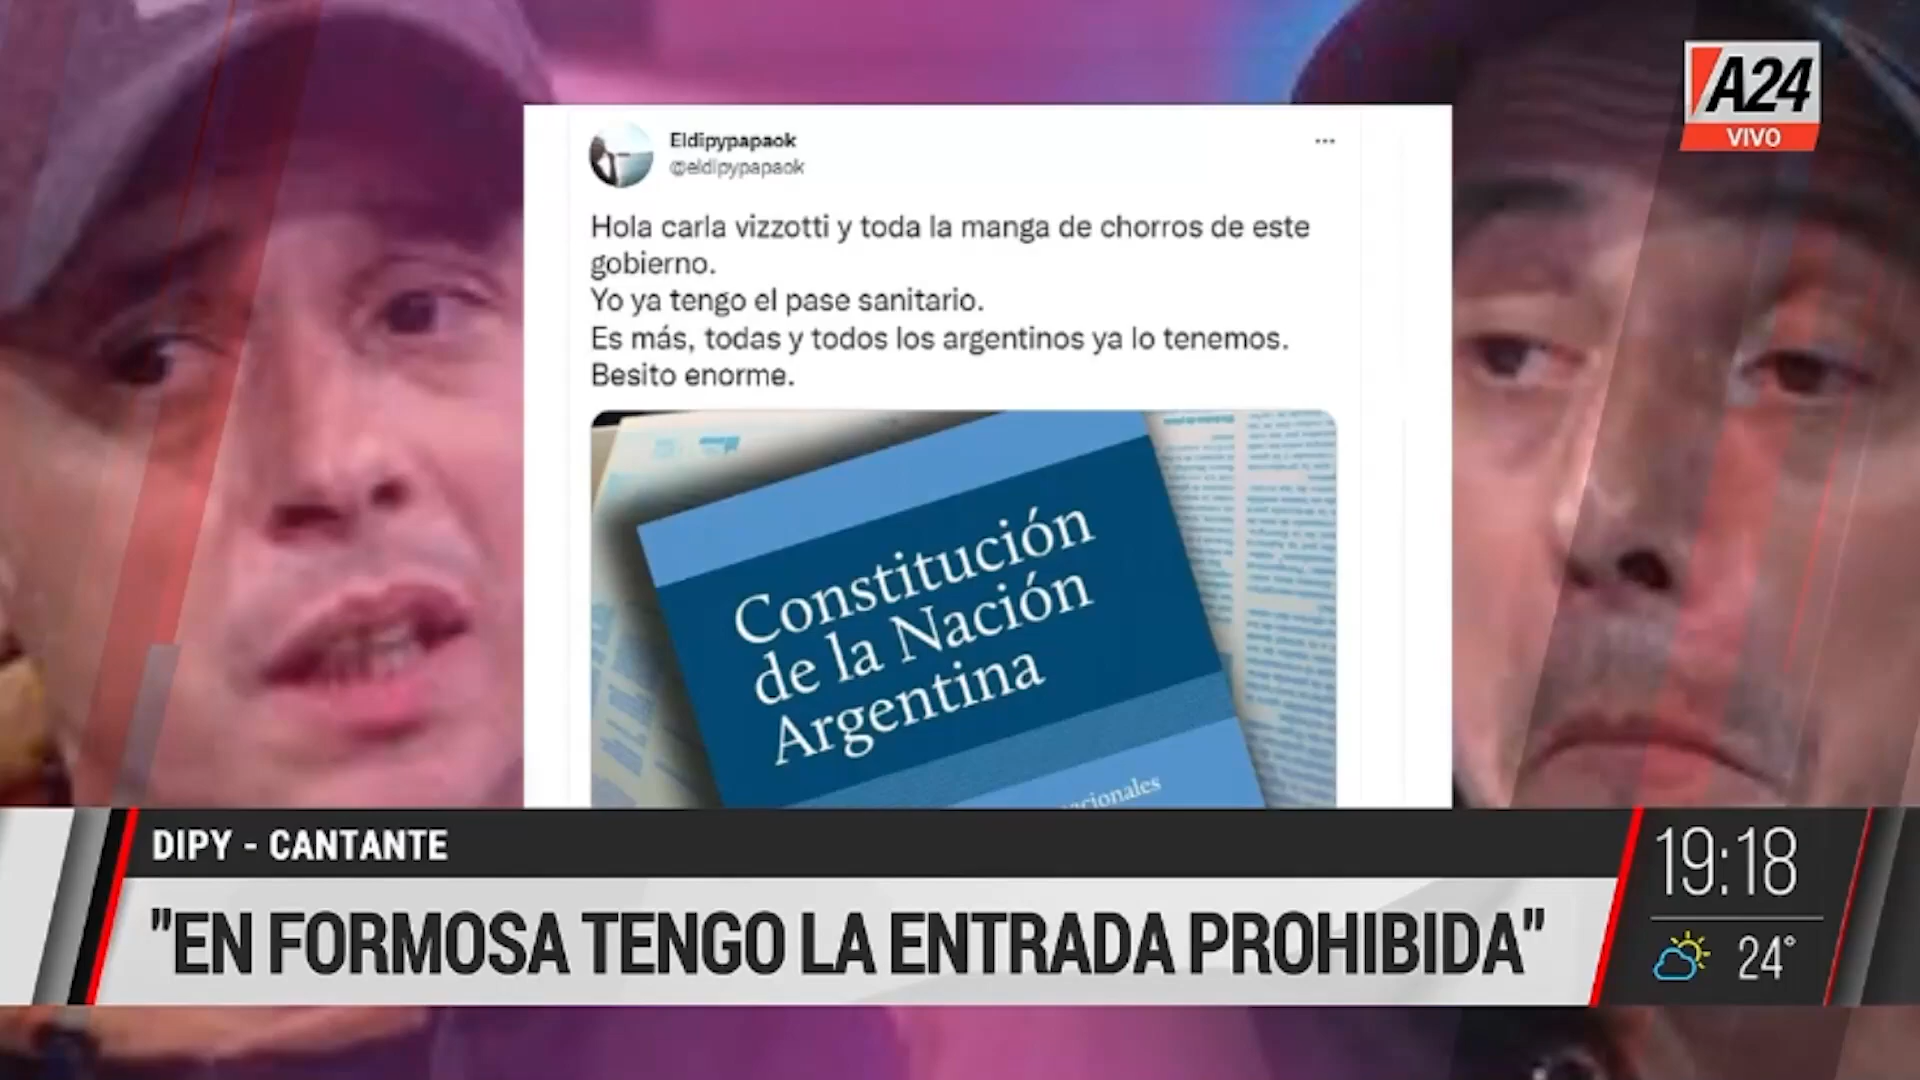 A24
VIVO
Eldipypapaok
@eldipypapaok
Hola carla vizzotti y toda la manga de chorros de este
gobierno.
Yo ya tengo el pase sanitario.
Es más, todas y todos los argentinos ya lo tenemos.
Besito enorme.
Constitución
de la Nación
Argentina
DIPY - CANTANTE
"EN FORMOSA TENGO LA ENTRADA PROHIBIDA"
19:18
24°